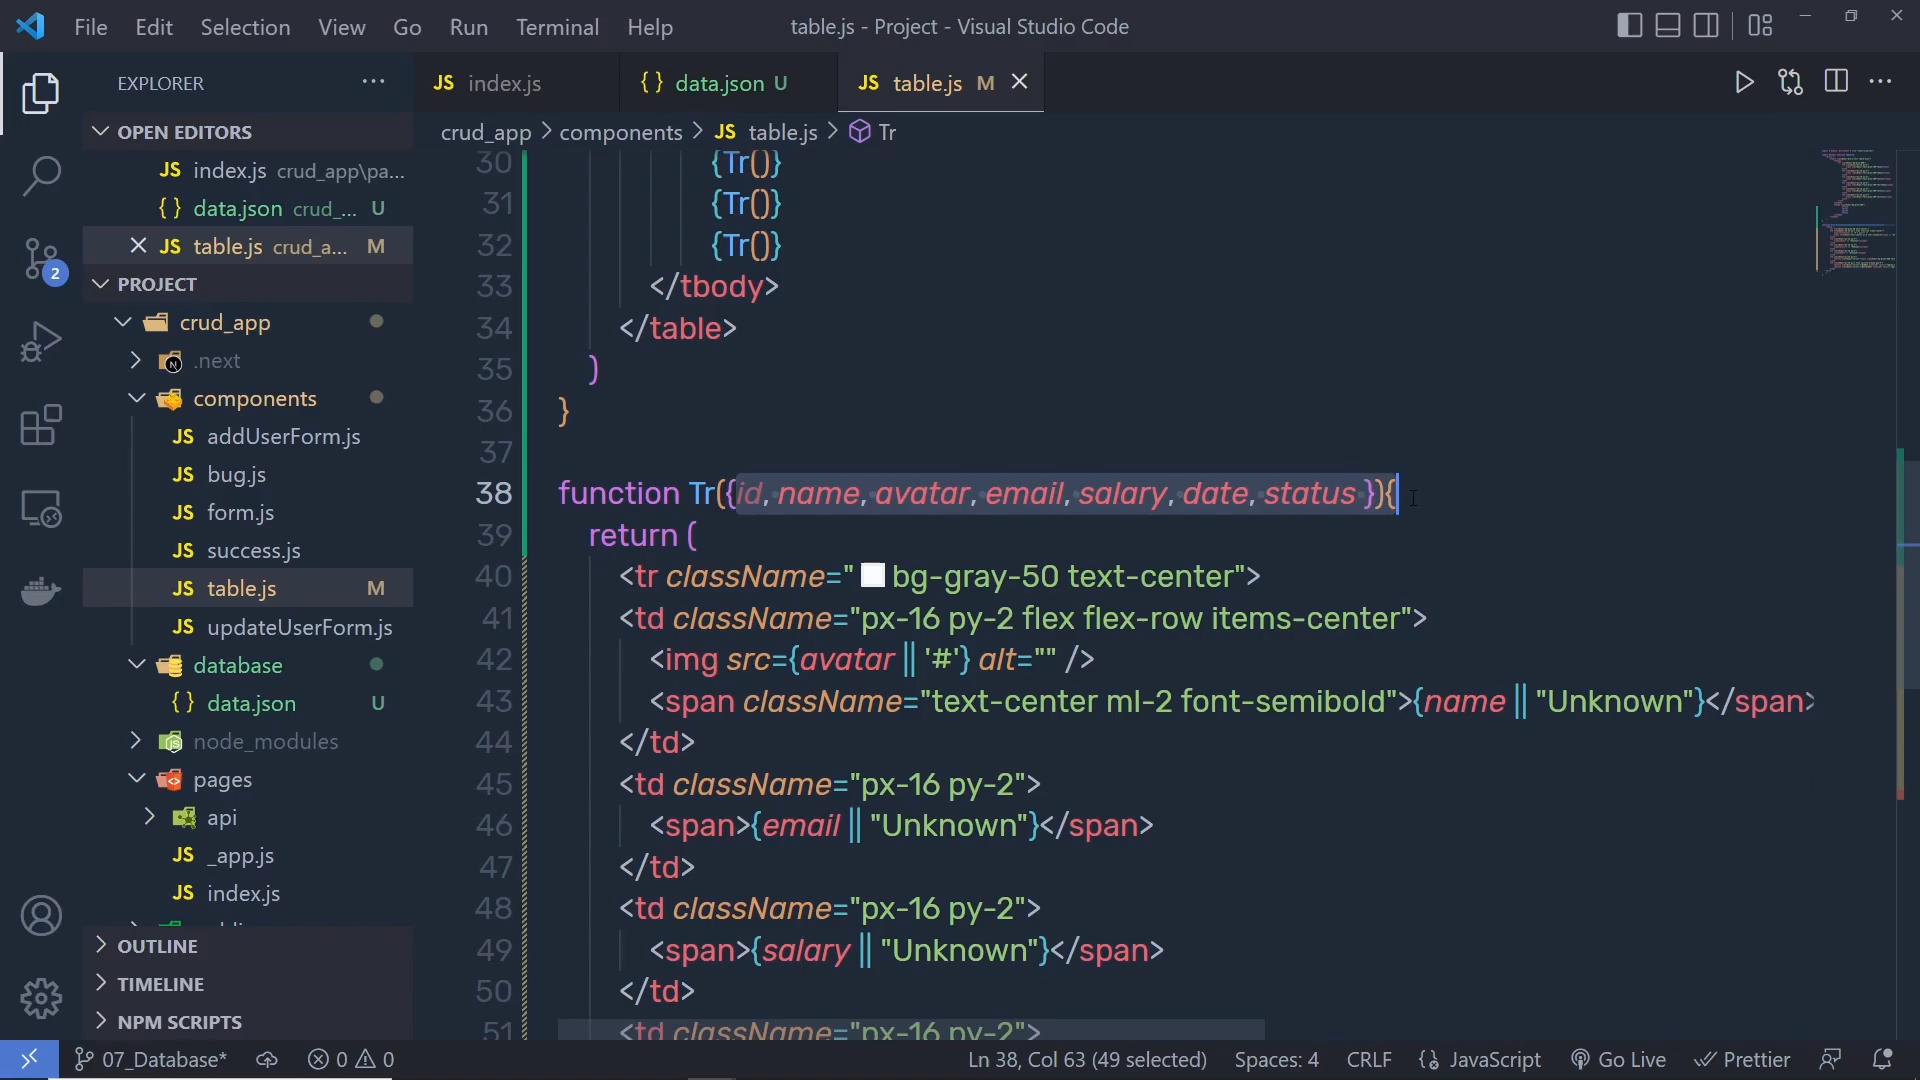 File Edit Selection View Go Run Terminal Help
table.js - Project - Visual Studio Code
EXPLORER
OPEN EDITORS
JS index.js crud_app\pa...
{} data.json crud_... U
JS table.js crud_a... M
PROJECT
crud_app
.next
components
JS addUserForm.js
JS bug.js
JS form.js
JS success.js
JS table.js M
JS updateUserForm.js
database
{} data.json U
node_modules
pages
api
JS _app.js
JS index.js
OUTLINE
TIMELINE
NPM SCRIPTS
2
JS index.js
{} data.json U
JS table.js M
crud_app > components > JS table.js > Tr
30 {Tr()}
31 {Tr()}
32 {Tr()}
33 </tbody>
34 </table>
35 )
36 }
37
38 function Tr({id, name, avatar, email, salary, date, status }){
39 return (
40 <tr className="bg-gray-50 text-center">
41 <td className="px-16 py-2 flex flex-row items-center">
42 <img src={avatar || '#'} alt="" />
43 <span className="text-center ml-2 font-semibold">{name || "Unknown"}</span>
44 </td>
45 <td className="px-16 py-2">
46 <span>{email || "Unknown"}</span>
47 </td>
48 <td className="px-16 py-2">
49 <span>{salary || "Unknown"}</span>
50 </td>
51 <td className="px-16 py-2">
07_Database* 0 0
Ln 38, Col 63 (49 selected) Spaces: 4 CRLF {} JavaScript Go Live Prettier